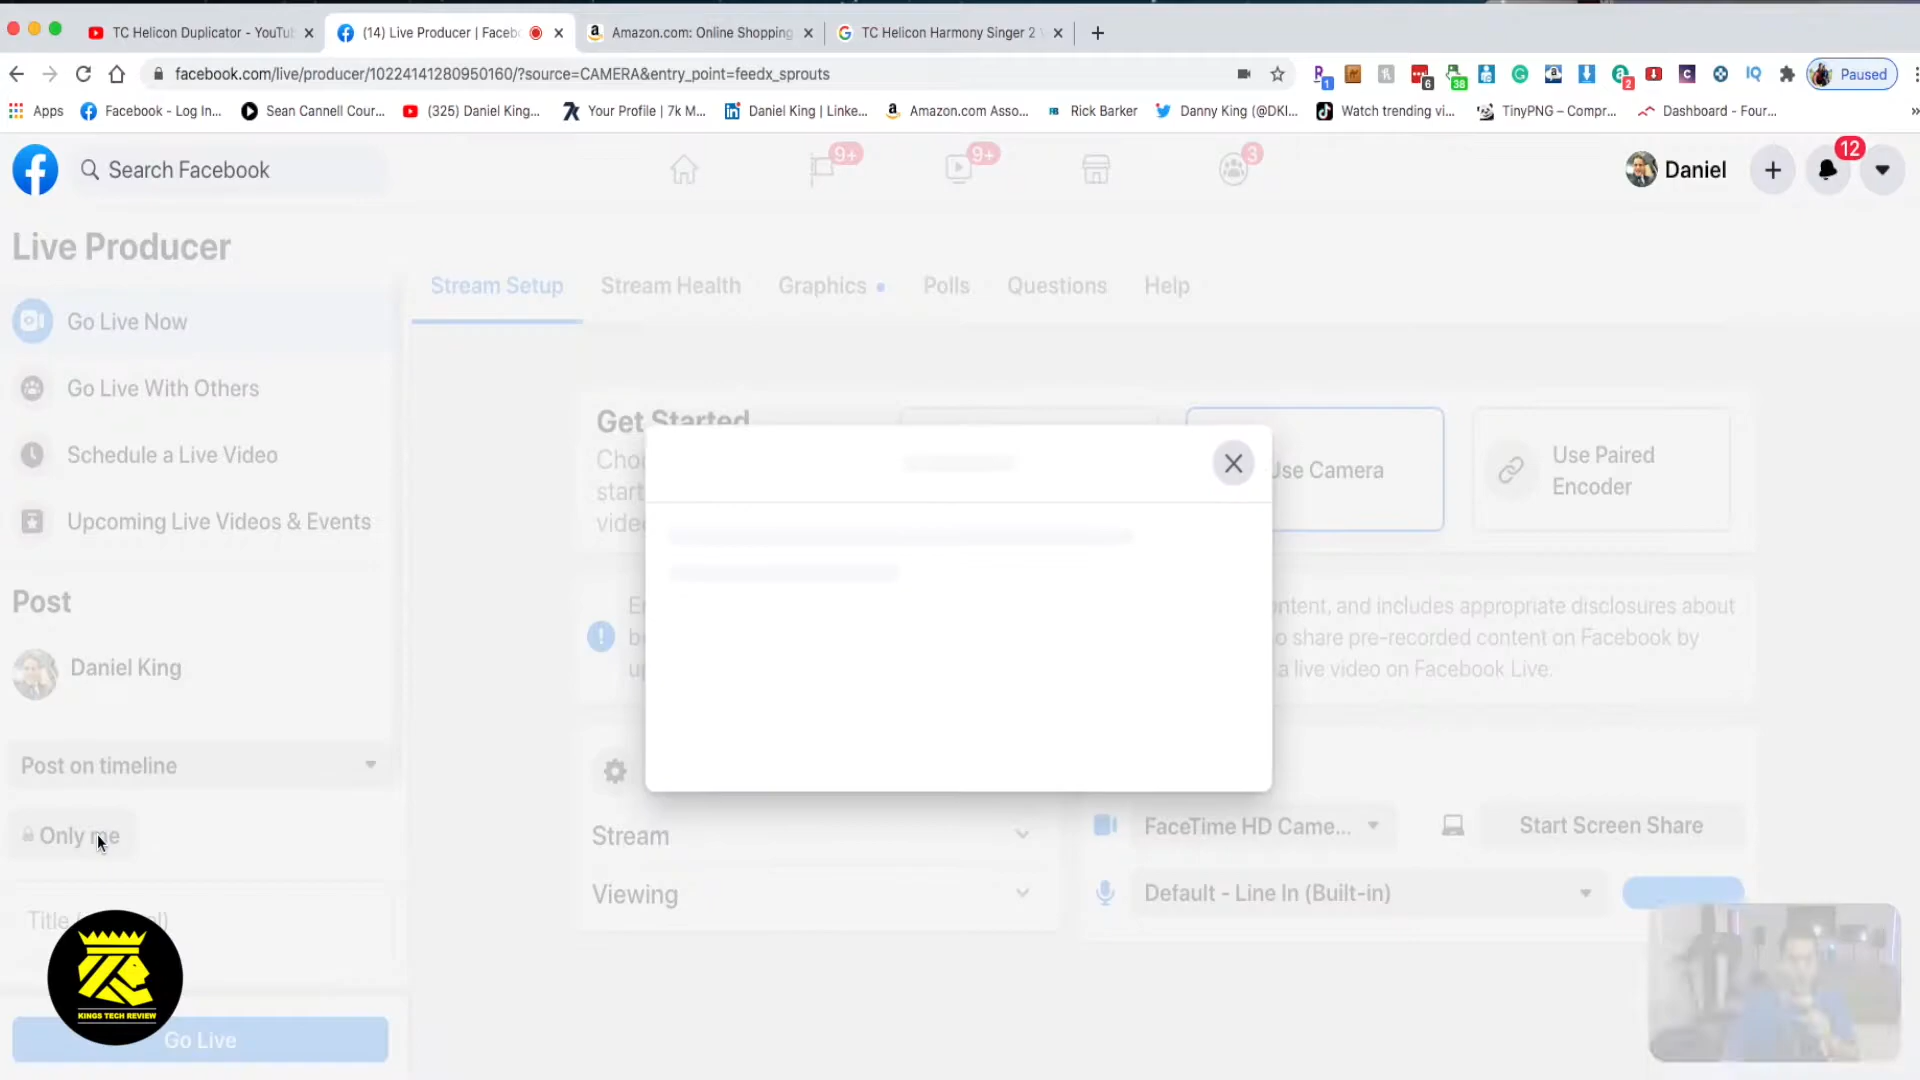 TC Helicon Duplicator - YouTu
(14) Live Producer | Faceb
Amazon.com: Online Shopping
TC Helicon Harmony Singer 2
facebook.com/live/producer/10224141280950160/?source=CAMERA&entry_point=feedx_sprouts
1
6
38
2
IQ
Paused
Apps
Facebook - Log In...
Sean Cannell Cour...
(325) Daniel King...
Your Profile | 7k M...
Daniel King | Linke...
Amazon.com Asso...
Rick Barker
Danny King (@DKI...
Watch trending vi...
TinyPNG – Compr...
Dashboard - Four...
Search Facebook
9+
9+
3
Daniel
12
Live Producer
Stream Setup
Stream Health
Graphics
Polls
Questions
Help
Go Live Now
Go Live With Others
Schedule a Live Video
Upcoming Live Videos & Events
Get Started
Use Camera
Use Paired
Encoder
Post
Daniel King
ntent, and includes appropriate disclosures about
o share pre-recorded content on Facebook by
a live video on Facebook Live.
Post on timeline
Only me
Stream
Viewing
FaceTime HD Came...
Start Screen Share
Default - Line In (Built-in)
Title
KINGS TECH REVIEW
Go Live